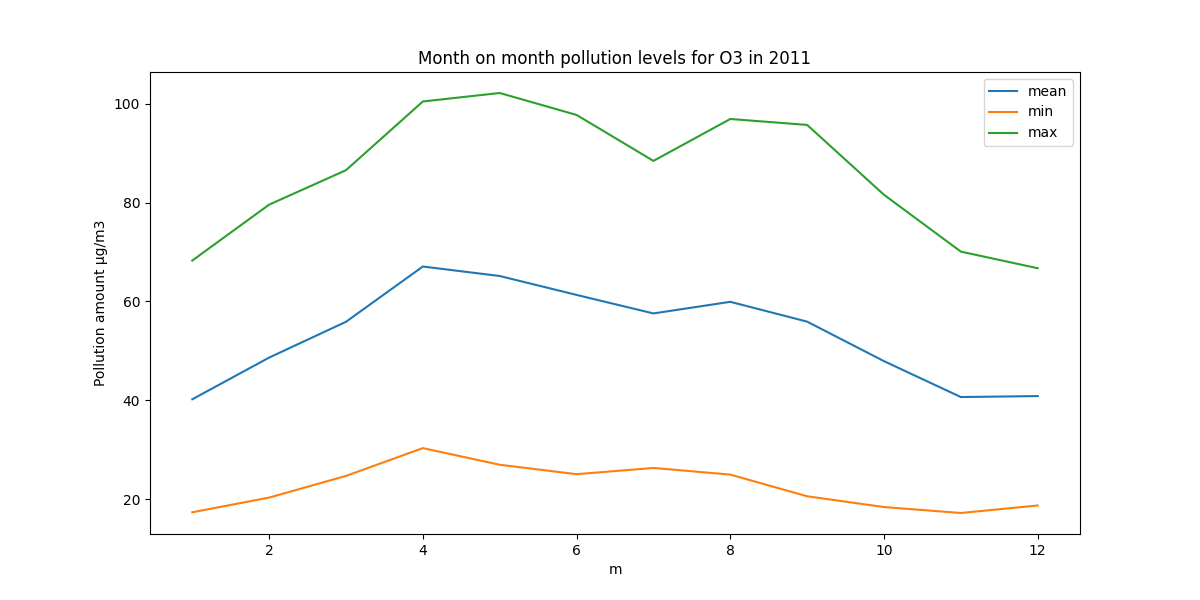 Month on month pollution levels for O3 in 2011
mean
min
max
100
80
60
40
20
Pollution amount µg/m3
2 4 6 8 10 12
m